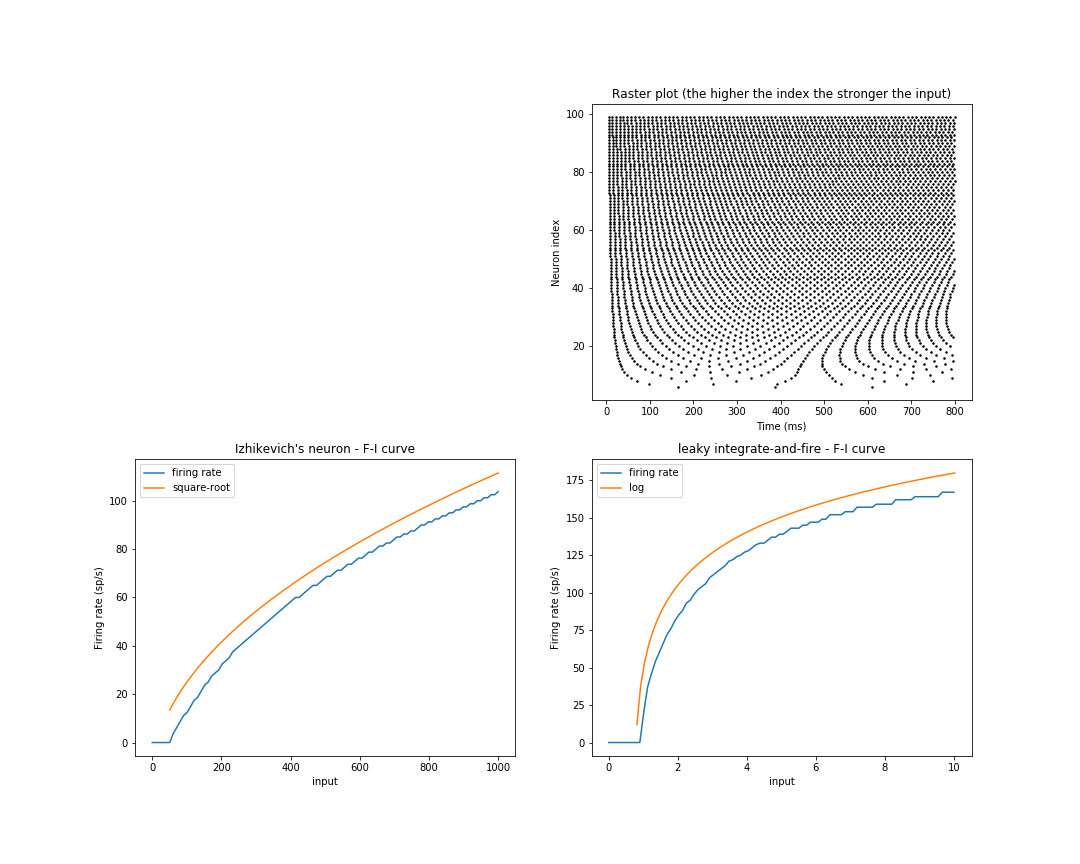 Raster plot (the higher the index the stronger the input)
100
80
60
40
20
Neuron index
0 100 200 300 400 500 600 700 800
Time (ms)
Izhikevich's neuron - F-I curve
firing rate
square-root
100
80
60
40
20
0
Firing rate (sp/s)
0 200 400 600 800 1000
input
leaky integrate-and-fire - F-I curve
firing rate
log
175
150
125
100
75
50
25
0
Firing rate (sp/s)
0 2 4 6 8 10
input